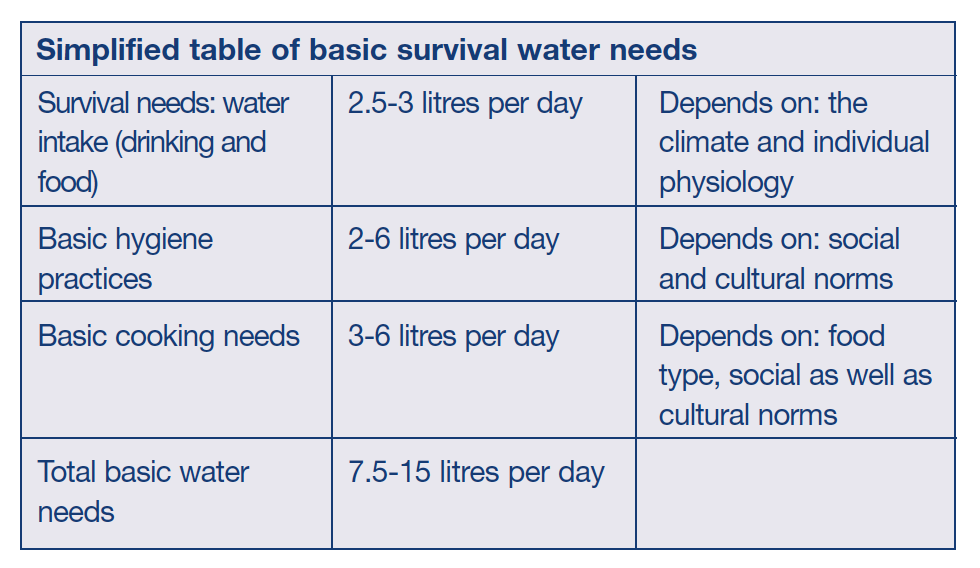 Simplified table of basic survival water needs
Survival needs: water
intake (drinking and
food)
2.5-3 litres per day
Depends on: the
climate and individual
physiology
Basic hygiene
practices
2-6 litres per day
Depends on: social
and cultural norms
Basic cooking needs
3-6 litres per day
Depends on: food
type, social as well as
cultural norms
Total basic water
needs
7.5-15 litres per day